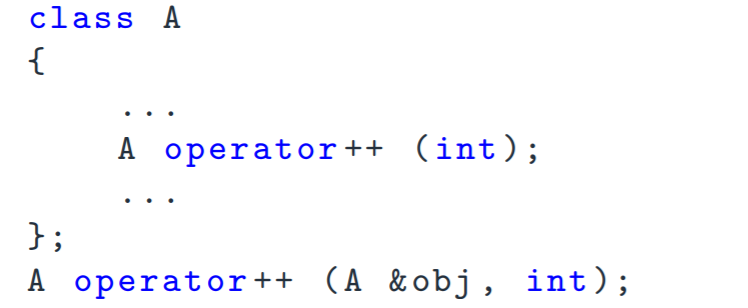 class A
{
...
A operator++ (int);
...
};
A operator++ (A &obj, int);